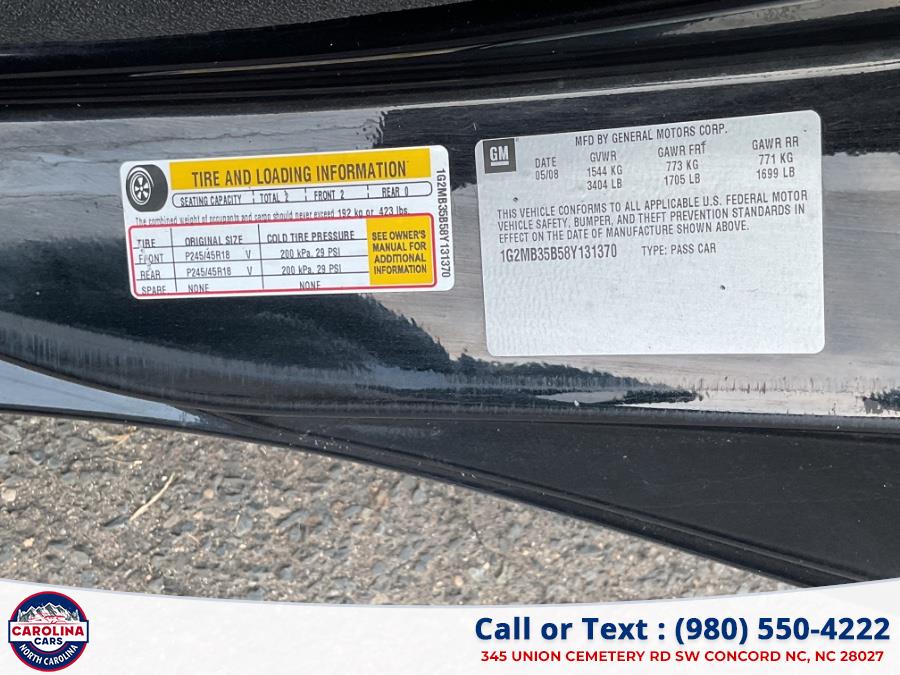 TIRE AND LOADING INFORMATION
SEATING CAPACITY TOTAL 2 FRONT 2 REAR 0
The combined weight of occupants and cargo should never exceed 192 kg or 423 lbs.
TIRE ORIGINAL SIZE COLD TIRE PRESSURE
FRONT P245/45R18 V 200 kPa, 29 PSI
REAR P245/45R18 V 200 kPa, 29 PSI
SPARE NONE NONE
SEE OWNER'S
MANUAL FOR
ADDITIONAL
INFORMATION
1G2MB35B58Y131370
GM
MFD BY GENERAL MOTORS CORP.
DATE GVWR GAWR FRT GAWR RR
05/08 1544 KG 773 KG 771 KG
3404 LB 1705 LB 1699 LB
THIS VEHICLE CONFORMS TO ALL APPLICABLE U.S. FEDERAL MOTOR
VEHICLE SAFETY, BUMPER, AND THEFT PREVENTION STANDARDS IN
EFFECT ON THE DATE OF MANUFACTURE SHOWN ABOVE.
1G2MB35B58Y131370 TYPE: PASS CAR
CAROLINA
CARS
NORTH CAROLINA
Call or Text : (980) 550-4222
345 UNION CEMETERY RD SW CONCORD NC, NC 28027